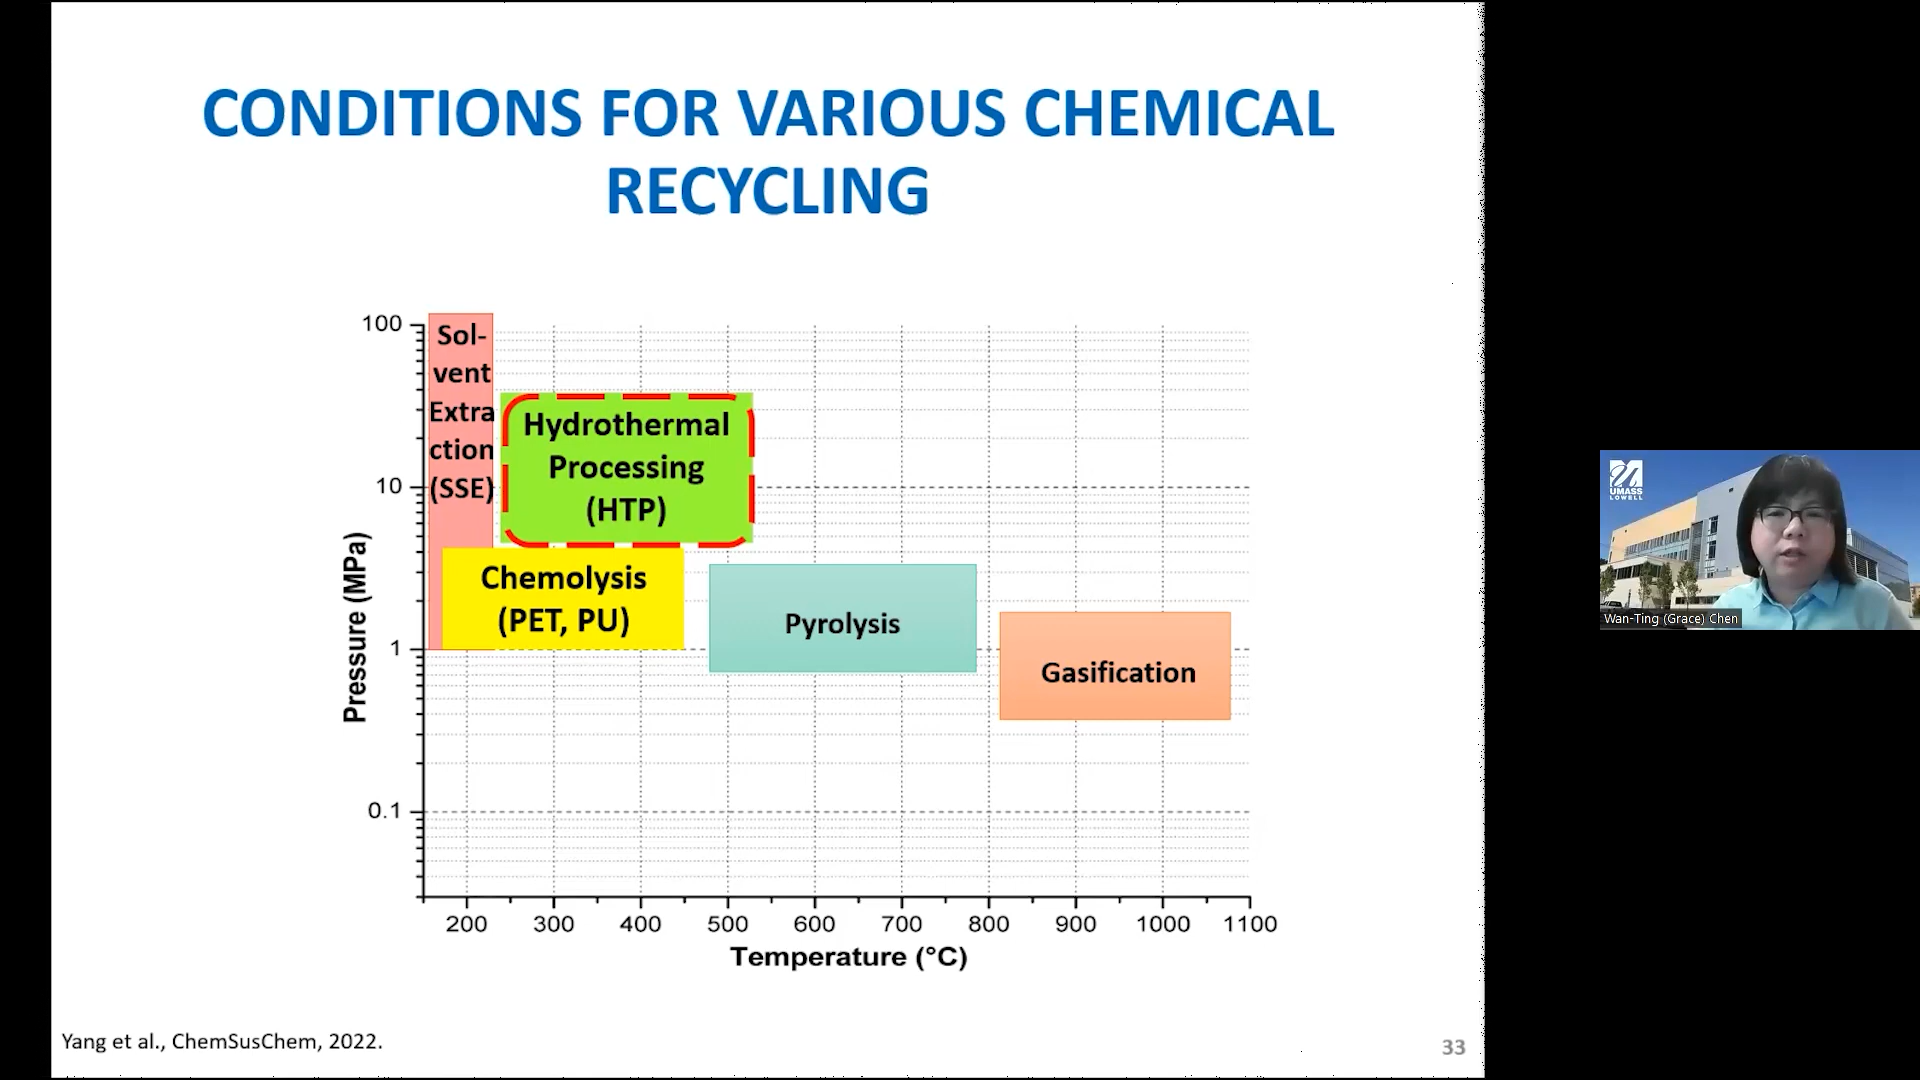 CONDITIONS FOR VARIOUS CHEMICAL
RECYCLING
100
10
1
0.1
Pressure (MPa)
Sol-
vent
Extra
ction
(SSE)
Hydrothermal
Processing
(HTP)
Chemolysis
(PET, PU)
Pyrolysis
Gasification
200 300 400 500 600 700 800 900 1000 1100
Temperature (°C)
Yang et al., ChemSusChem, 2022.
33
UMASS
LOWELL
Wan-Ting (Grace) Chen